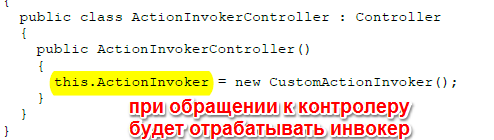 {
public class ActionInvokerController : Controller
{
public ActionInvokerController()
{
this.ActionInvoker = new CustomActionInvoker();
}
при обращении к контролеру
}
будет отрабатывать инвокер
}